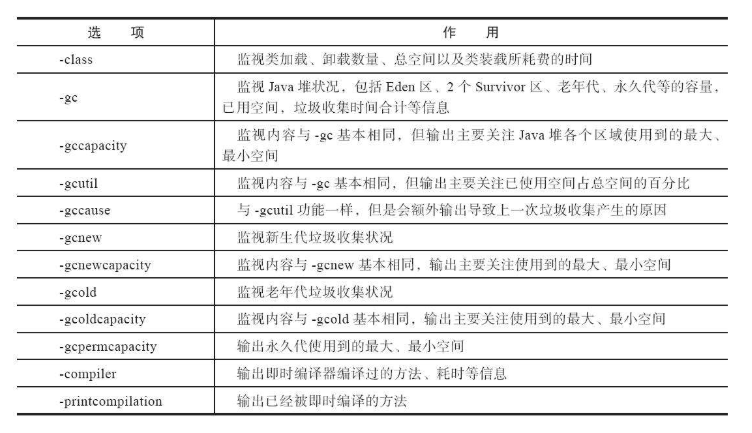 选 项 作 用
-class 监视类加载、卸载数量、总空间以及类装载所耗费的时间
-gc 监视 Java 堆状况，包括 Eden 区、2 个 Survivor 区、老年代、永久代等的容量，
已用空间，垃圾收集时间合计等信息
-gccapacity 监视内容与 -gc 基本相同，但输出主要关注 Java 堆各个区域使用到的最大、
最小空间
-gcutil 监视内容与 -gc 基本相同，但输出主要关注已使用空间占总空间的百分比
-gccause 与 -gcutil 功能一样，但是会额外输出导致上一次垃圾收集产生的原因
-gcnew 监视新生代垃圾收集状况
-gcnewcapacity 监视内容与 -gcnew 基本相同，输出主要关注使用到的最大、最小空间
-gcold 监视老年代垃圾收集状况
-gcoldcapacity 监视内容与 -gcold 基本相同，输出主要关注使用到的最大、最小空间
-gcpermcapacity 输出永久代使用到的最大、最小空间
-compiler 输出即时编译器编译过的方法、耗时等信息
-printcompilation 输出已经被即时编译的方法